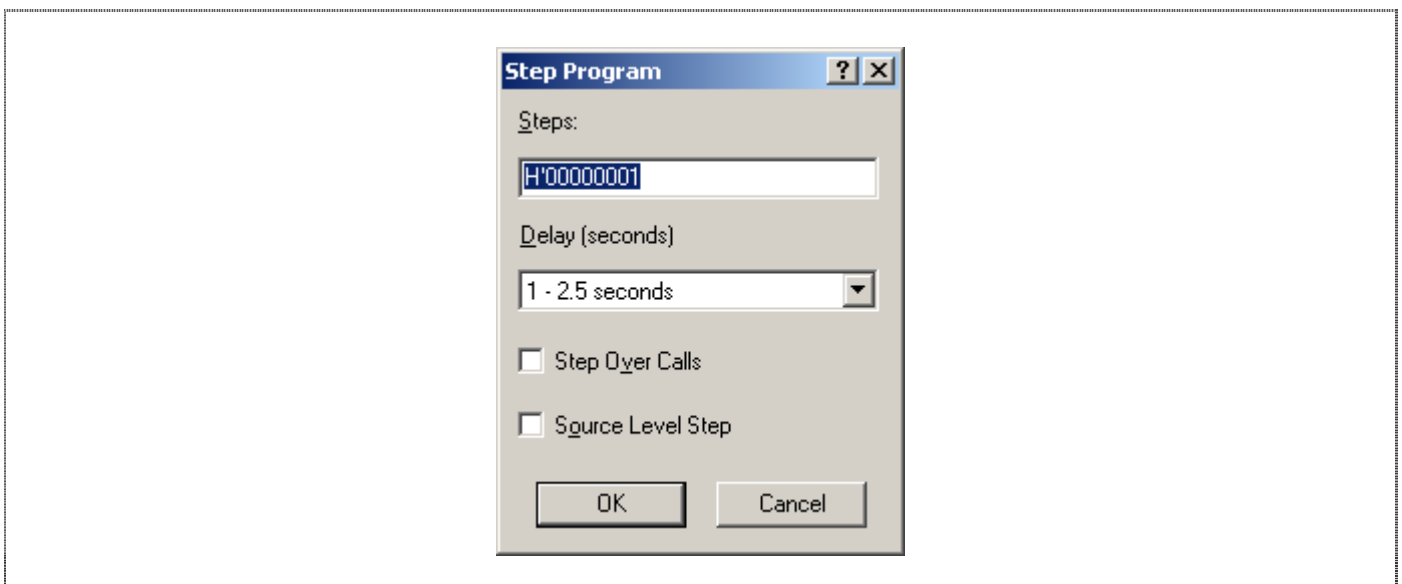 Step Program
Steps:
H'00000001
Delay (seconds)
1 - 2.5 seconds
Step Over Calls
Source Level Step
OK Cancel